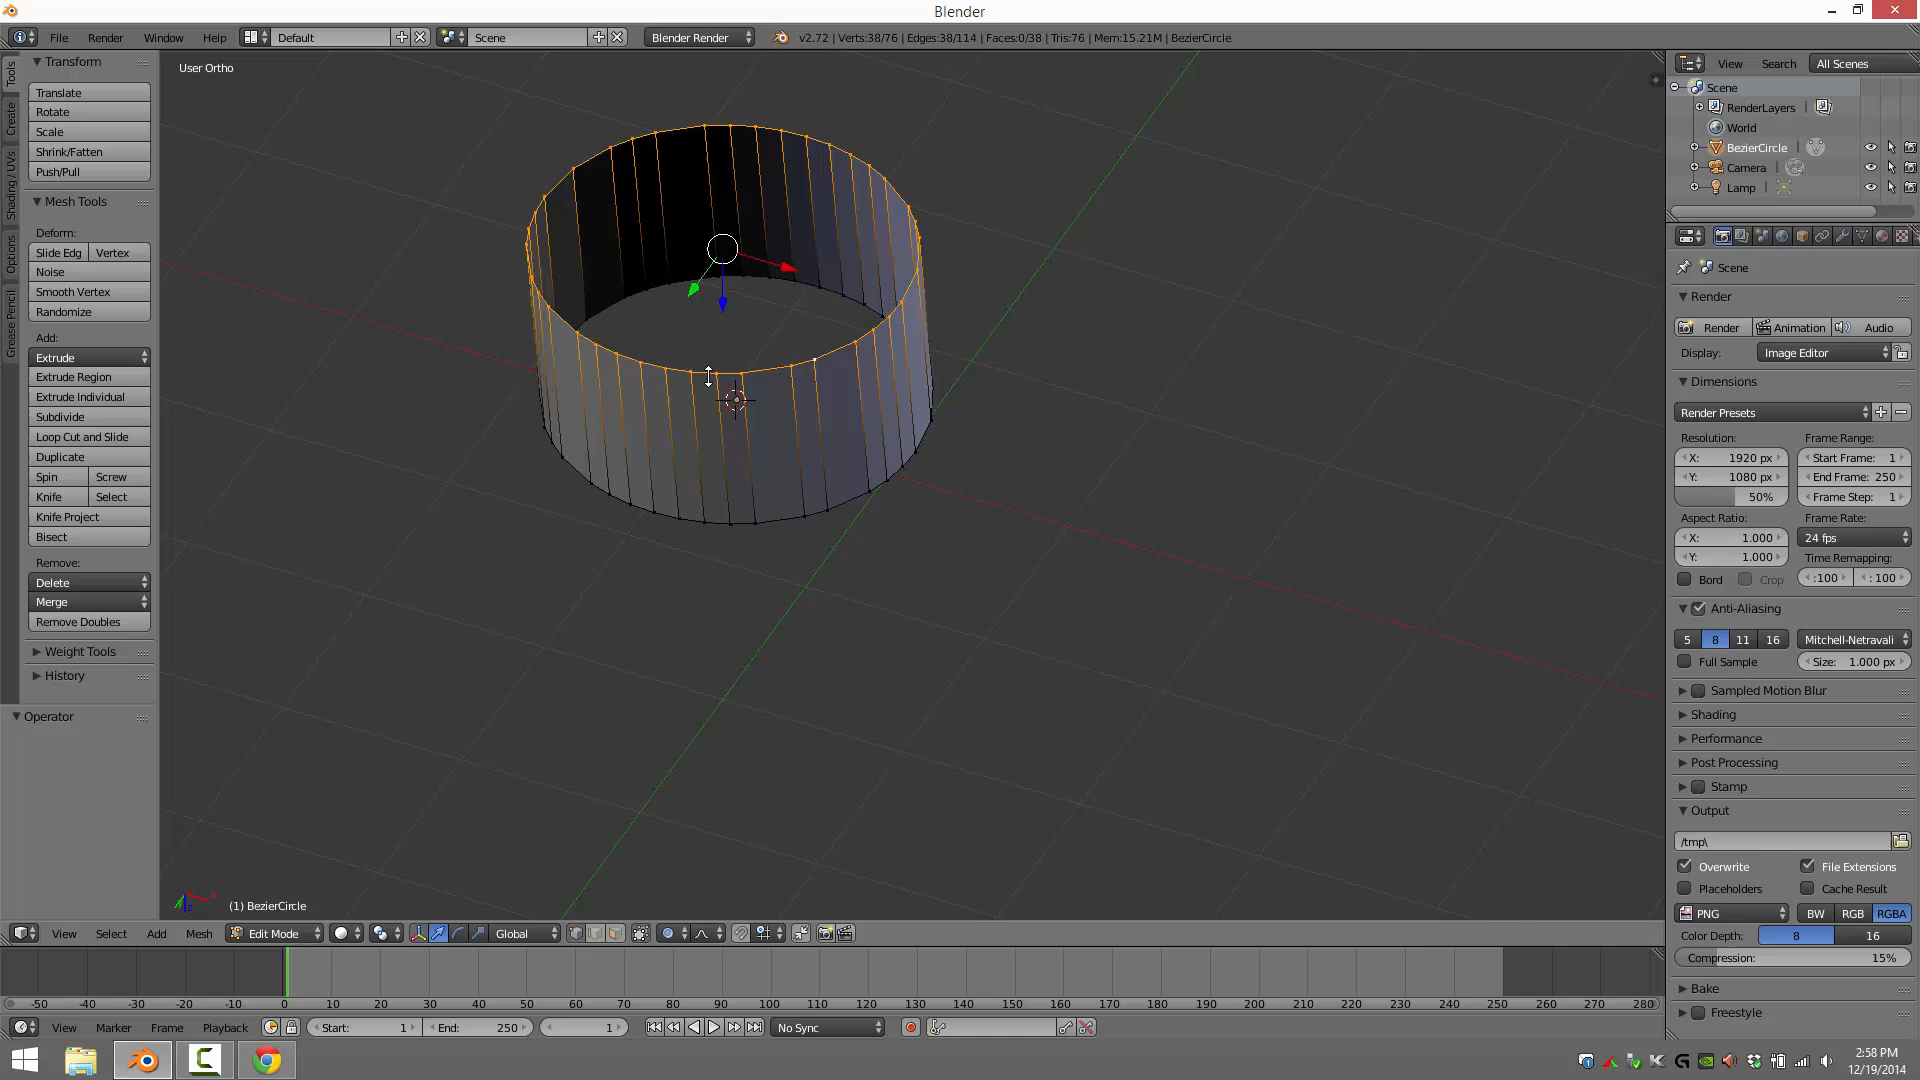 Blender
File Render Window Help Default Scene Blender Render v2.72 | Verts:38/76 | Edges:38/114 | Faces:0/38 | Tris:76 | Mem:15.21M | BezierCircle
View Search All Scenes
User Ortho
Tools
Create
Shading / UVs
Options
Grease Pencil
Transform
Translate
Rotate
Scale
Shrink/Fatten
Push/Pull
Mesh Tools
Deform:
Slide Edg Vertex
Noise
Smooth Vertex
Randomize
Add:
Extrude
Extrude Region
Extrude Individual
Subdivide
Loop Cut and Slide
Duplicate
Spin Screw
Knife Select
Knife Project
Bisect
Remove:
Delete
Merge
Remove Doubles
Weight Tools
History
Operator
(1) BezierCircle
Scene
RenderLayers
World
BezierCircle
Camera
Lamp
Scene
Render
Render Animation Audio
Display: Image Editor
Dimensions
Render Presets
Resolution: Frame Range:
X: 1920 px Start Frame: 1
Y: 1080 px End Frame: 250
50% Frame Step: 1
Aspect Ratio: Frame Rate:
X: 1.000 24 fps
Y: 1.000 Time Remapping:
Bord Crop :100 : 100
Anti-Aliasing
5 8 11 16 Mitchell-Netravali
Full Sample Size: 1.000 px
Sampled Motion Blur
Shading
Performance
Post Processing
Stamp
Output
/tmp\
Overwrite File Extensions
Placeholders Cache Result
PNG BW RGB RGBA
Color Depth: 8 16
Compression: 15%
Bake
Freestyle
View Select Add Mesh Edit Mode Global
-50 -40 -30 -20 -10 0 10 20 30 40 50 60 70 80 90 100 110 120 130 140 150 160 170 180 190 200 210 220 230 240 250 260 270 280
View Marker Frame Playback Start: 1 End: 250 1 No Sync
2:58 PM
12/19/2014